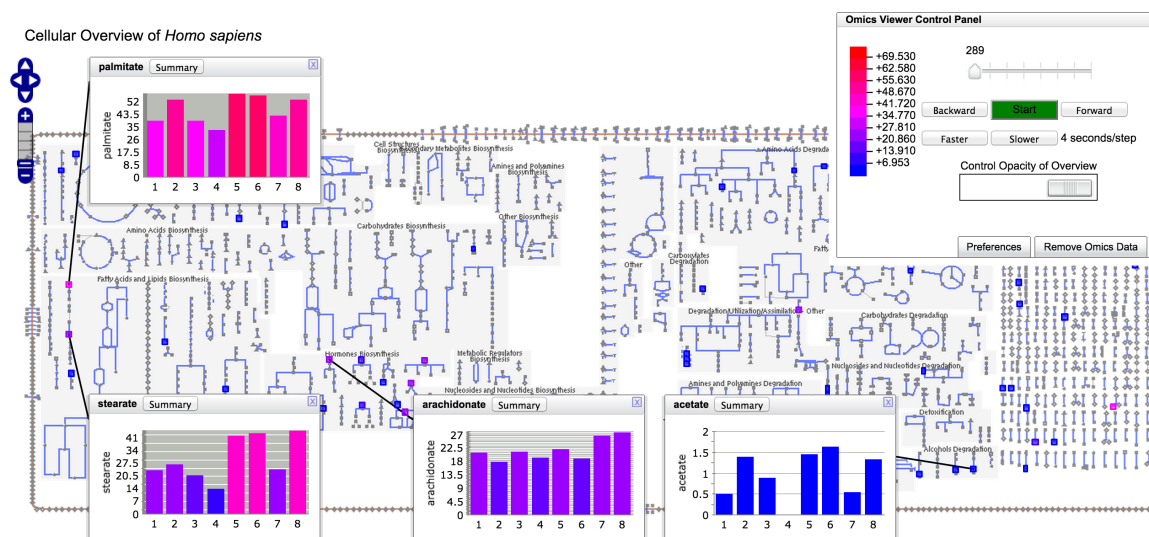 Cellular Overview of Homo sapiens
Omics Viewer Control Panel
+69.530
+62.580
+55.630
+48.670
+41.720
+34.770
+27.810
+20.860
+13.910
+6.953
289
Backward Start Forward
Faster Slower 4 seconds/step
Control Opacity of Overview
Preferences Remove Omics Data
palmitate Summary X
palmitate
52
43.5
35
26
17.5
8.5
0
1 2 3 4 5 6 7 8
Cell Structures
Biosynthesis
Secondary Metabolites Biosynthesis
Amines and Polyamines
Biosynthesis
Amino Acids Degrada
Amino Acids Biosynthesis
Carbohydrates Biosynthesis
Other Biosynthesis
Other
Carboxylates
Degradation
Fatty
Fatty Acids and Lipids Biosynthesis
Degradation/Utilization/Assimilation
Other
Carbohydrates Degradation
Hormones Biosynthesis
Metabolic Regulators
Biosynthesis
Nucleosides and Nucleotides Degradation
Nucleosides and Nucleotides Biosynthesis
Amines and Polyamines Degradation
Detoxification
Alcohols Degradation
stearate Summary X
stearate
41
34
27.5
20.5
14
7
0
1 2 3 4 5 6 7 8
arachidonate Summary X
arachidonate
27
22.5
18
13.5
9
4.5
0
1 2 3 4 5 6 7 8
acetate Summary X
acetate
2
1.5
1
0.5
0
1 2 3 4 5 6 7 8